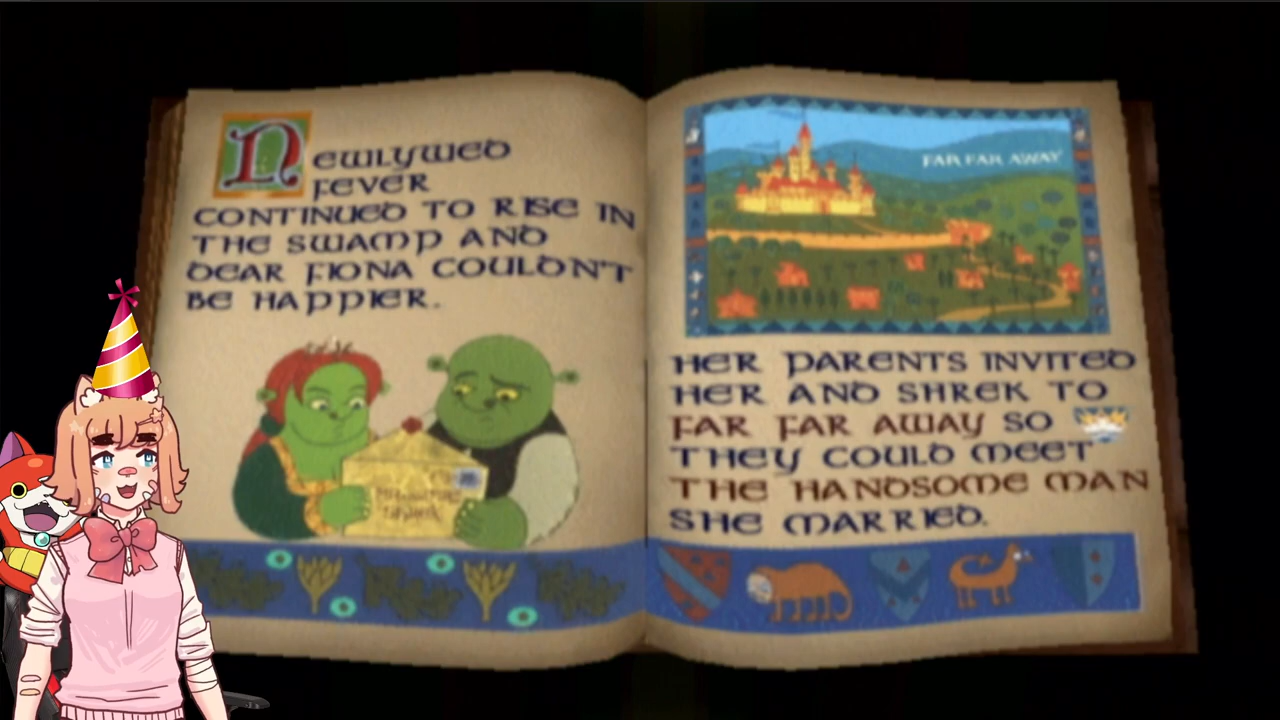 NEWLYWED
FEVER
CONTINUED TO RISE IN
THE SWAMP AND
DEAR FIONA COULDN'T
BE HAPPIER.
FAR FAR AWAY
HER PARENTS INVITED
HER AND SHREK TO
FAR FAR AWAY SO
THEY COULD MEET
THE HANDSOME MAN
SHE MARRIED.